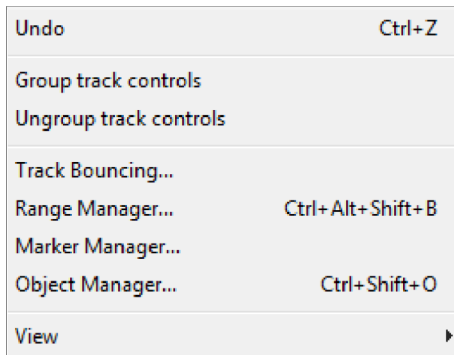 Undo Ctrl+Z
Group track controls
Ungroup track controls
Track Bouncing...
Range Manager... Ctrl+Alt+Shift+B
Marker Manager...
Object Manager... Ctrl+Shift+O
View